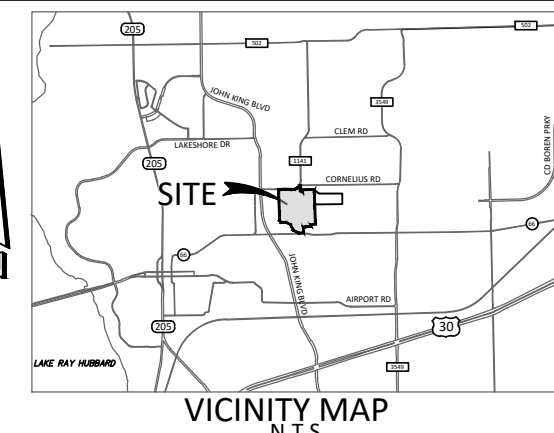 205
502
502
JOHN KING BLVD
3549
CLEM RD
CD BOREN PRKY
LAKESHORE DR
205
1141
CORNELIUS RD
SITE
66
66
JOHN KING BLVD
AIRPORT RD
205
30
LAKE RAY HUBBARD
3549
VICINITY MAP
N.T.S.